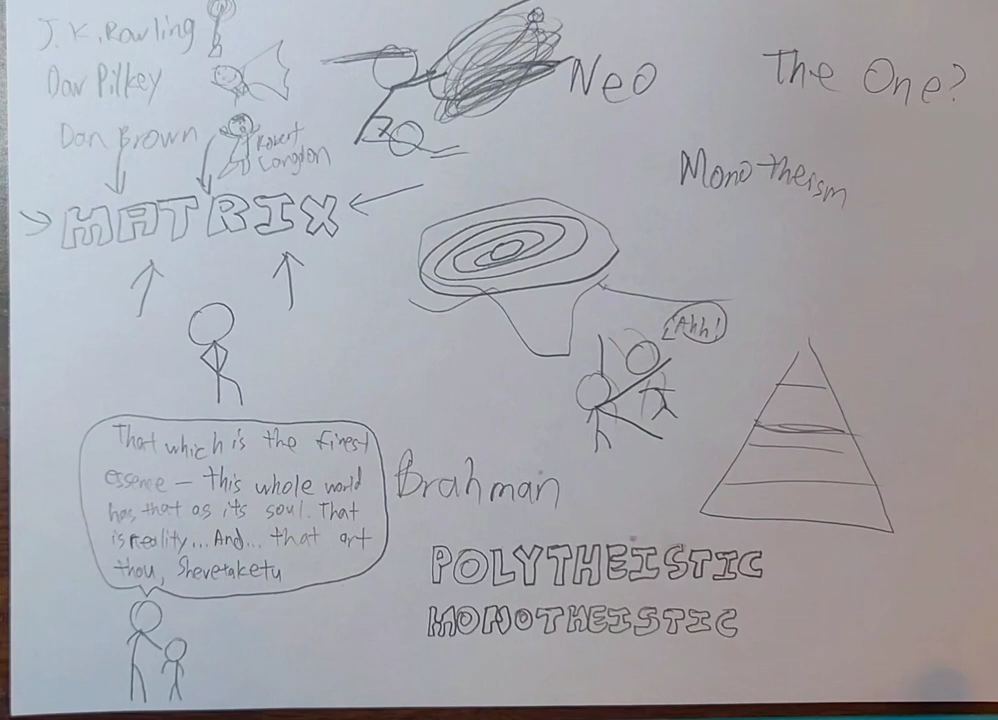 J. K. Rowling
Dav Pilkey
Dan Brown
Robert
Langdon
Neo
The One?
Monotheism
MATRIX
Ahh!
That which is the finest
essence — this whole world
has that as its soul. That
is reality... And... that art
thou, Shevetaketu
Brahman
POLYTHEISTIC
MONOTHEISTIC